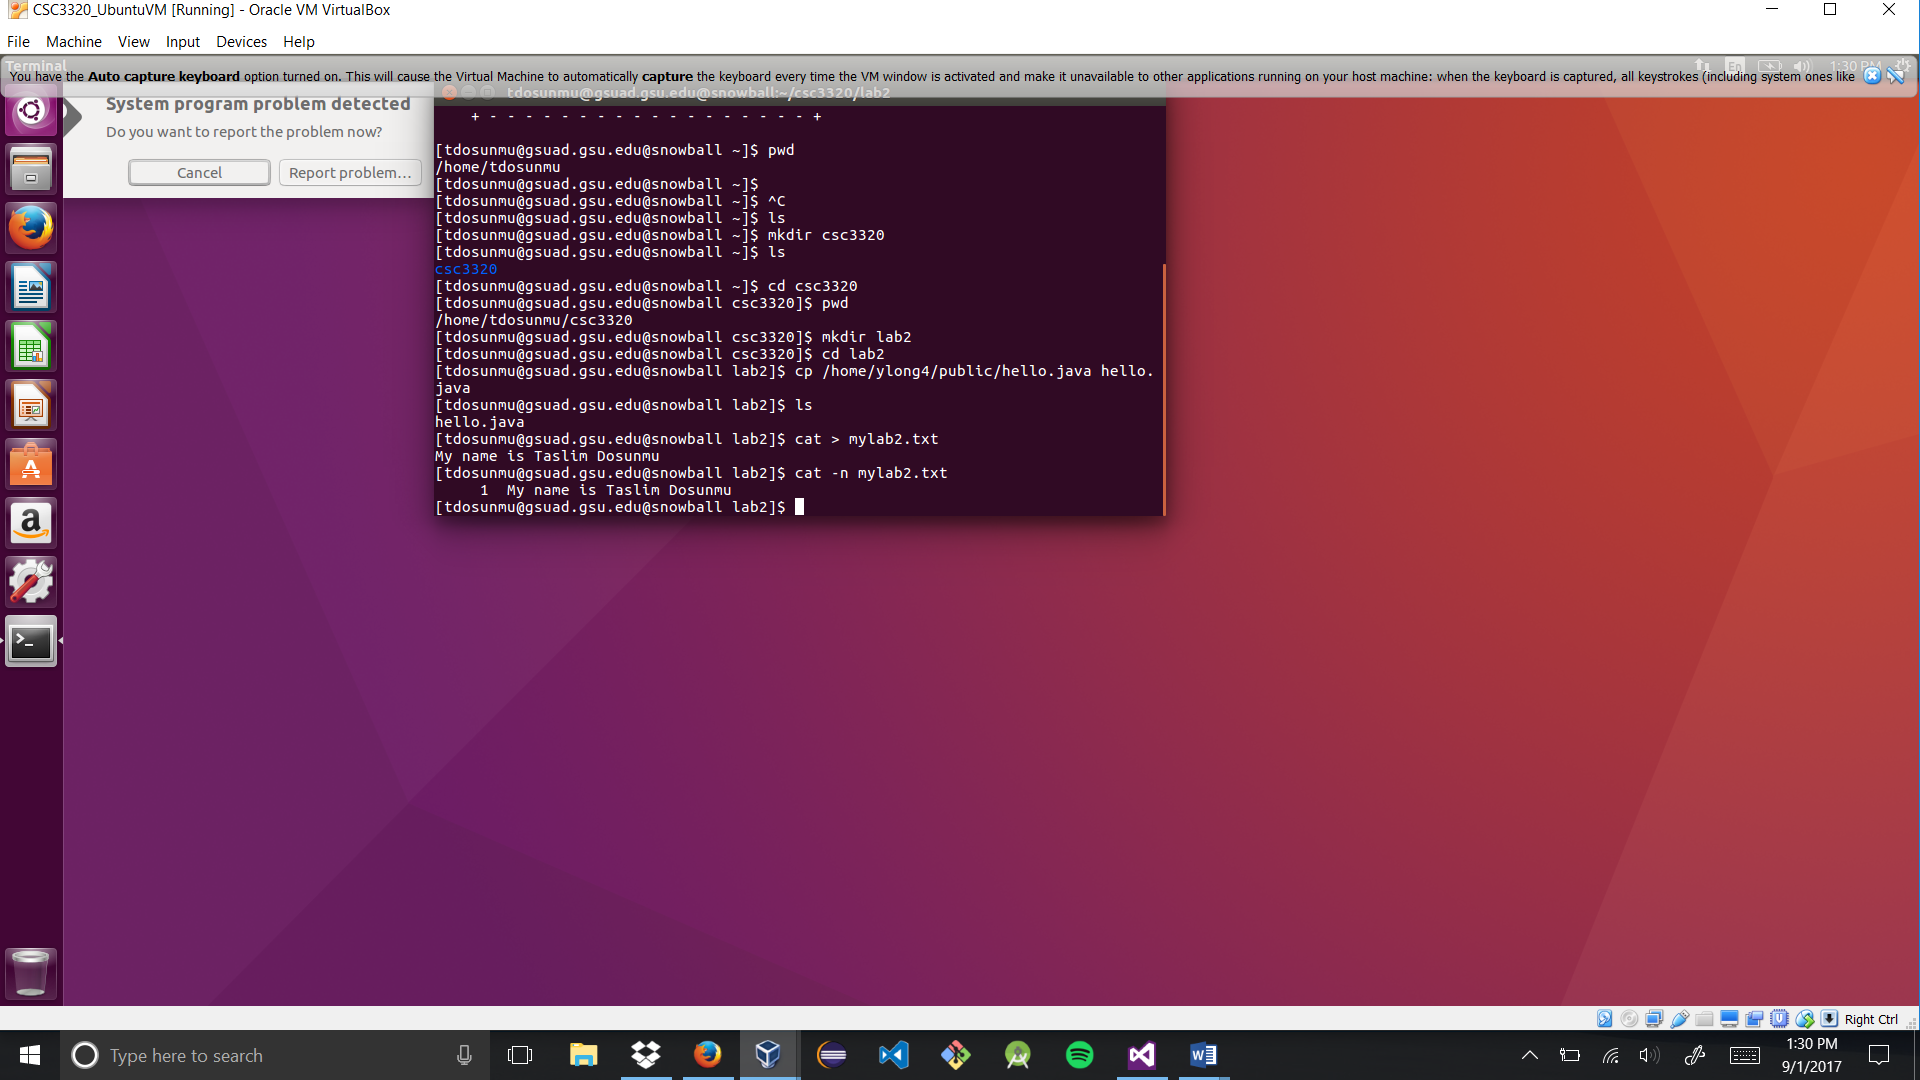 CSC3320_UbuntuVM [Running] - Oracle VM VirtualBox
File Machine View Input Devices Help
Terminal
En 1:30 PM
You have the Auto capture keyboard option turned on. This will cause the Virtual Machine to automatically capture the keyboard every time the VM window is activated and make it unavailable to other applications running on your host machine: when the keyboard is captured, all keystrokes (including system ones like
System program problem detected
Do you want to report the problem now?
Cancel Report problem...
tdosunmu@gsuad.gsu.edu@snowball:~/csc3320/lab2
+ - - - - - - - - - - - - - - - - - - +
[tdosunmu@gsuad.gsu.edu@snowball ~]$ pwd
/home/tdosunmu
[tdosunmu@gsuad.gsu.edu@snowball ~]$
[tdosunmu@gsuad.gsu.edu@snowball ~]$ ^C
[tdosunmu@gsuad.gsu.edu@snowball ~]$ ls
[tdosunmu@gsuad.gsu.edu@snowball ~]$ mkdir csc3320
[tdosunmu@gsuad.gsu.edu@snowball ~]$ ls
csc3320
[tdosunmu@gsuad.gsu.edu@snowball ~]$ cd csc3320
[tdosunmu@gsuad.gsu.edu@snowball csc3320]$ pwd
/home/tdosunmu/csc3320
[tdosunmu@gsuad.gsu.edu@snowball csc3320]$ mkdir lab2
[tdosunmu@gsuad.gsu.edu@snowball csc3320]$ cd lab2
[tdosunmu@gsuad.gsu.edu@snowball lab2]$ cp /home/ylong4/public/hello.java hello.
java
[tdosunmu@gsuad.gsu.edu@snowball lab2]$ ls
hello.java
[tdosunmu@gsuad.gsu.edu@snowball lab2]$ cat > mylab2.txt
My name is Taslim Dosunmu
[tdosunmu@gsuad.gsu.edu@snowball lab2]$ cat -n mylab2.txt
1 My name is Taslim Dosunmu
[tdosunmu@gsuad.gsu.edu@snowball lab2]$
Right Ctrl
Type here to search
1:30 PM
9/1/2017